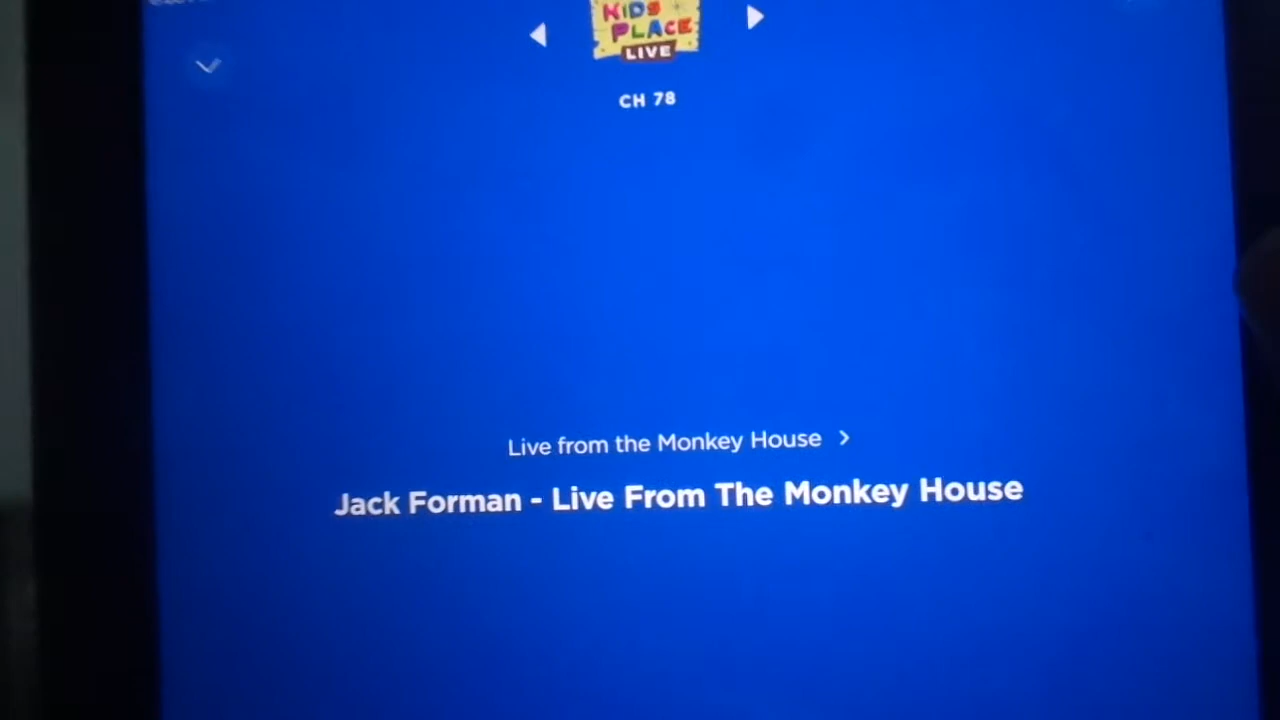 KIDS
PLACE
LIVE
CH 78
Live from the Monkey House
Jack Forman - Live From The Monkey House